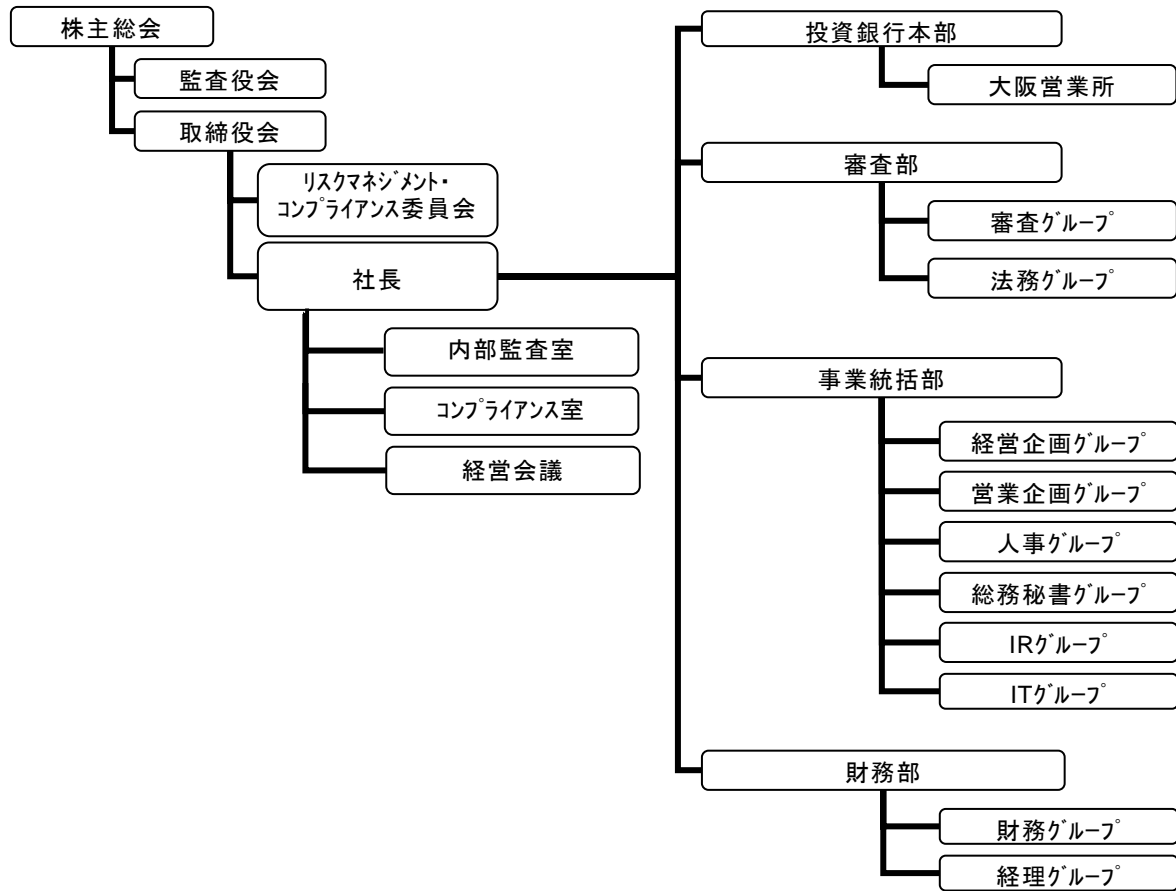 株主総会
監査役会
取締役会
ﾘｽｸﾏﾈｼﾞﾒﾝﾄ・
ｺﾝﾌﾟﾗｲｱﾝｽ委員会
社長
内部監査室
ｺﾝﾌﾟﾗｲｱﾝｽ室
経営会議
投資銀行本部
大阪営業所
審査部
審査ｸﾞﾙｰﾌﾟ
法務ｸﾞﾙｰﾌﾟ
事業統括部
経営企画ｸﾞﾙｰﾌﾟ
営業企画ｸﾞﾙｰﾌﾟ
人事ｸﾞﾙｰﾌﾟ
総務秘書ｸﾞﾙｰﾌﾟ
IRｸﾞﾙｰﾌﾟ
ITｸﾞﾙｰﾌﾟ
財務部
財務ｸﾞﾙｰﾌﾟ
経理ｸﾞﾙｰﾌﾟ